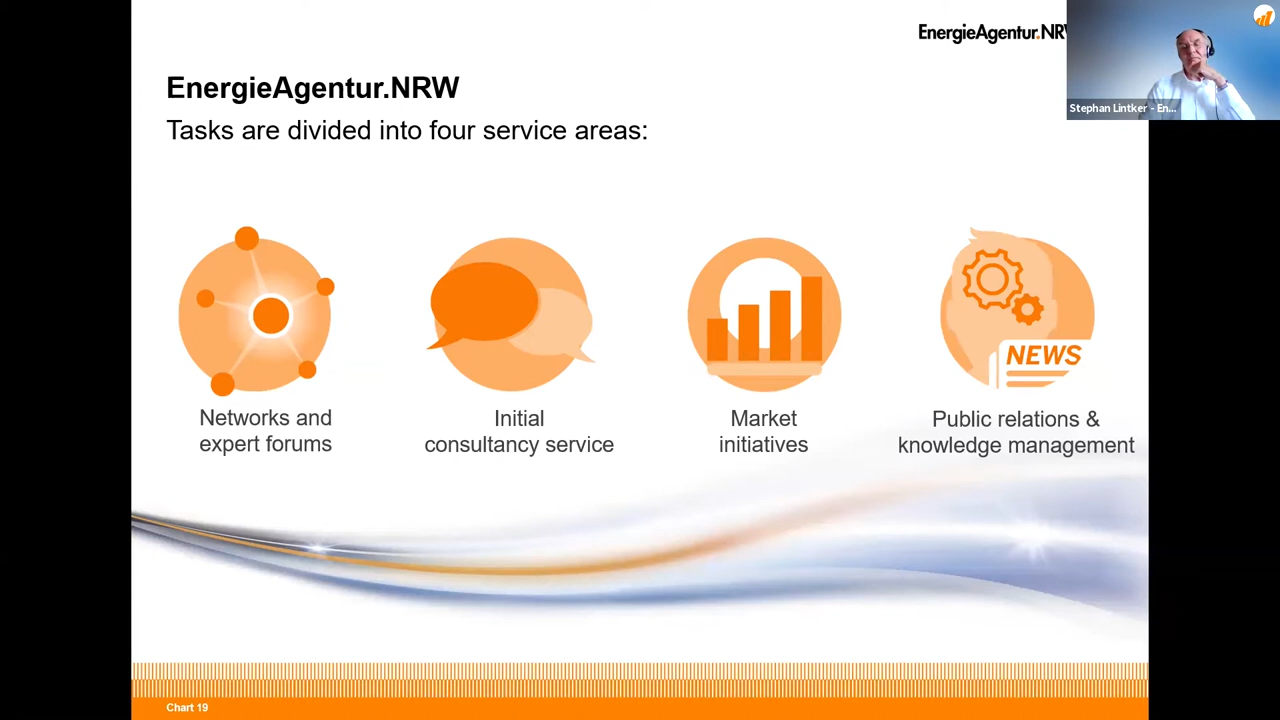 EnergieAgentur.NRW
Stephan Lintker - En...
EnergieAgentur.NRW
Tasks are divided into four service areas:
NEWS
Networks and
expert forums
Initial
consultancy service
Market
initiatives
Public relations &
knowledge management
Chart 19